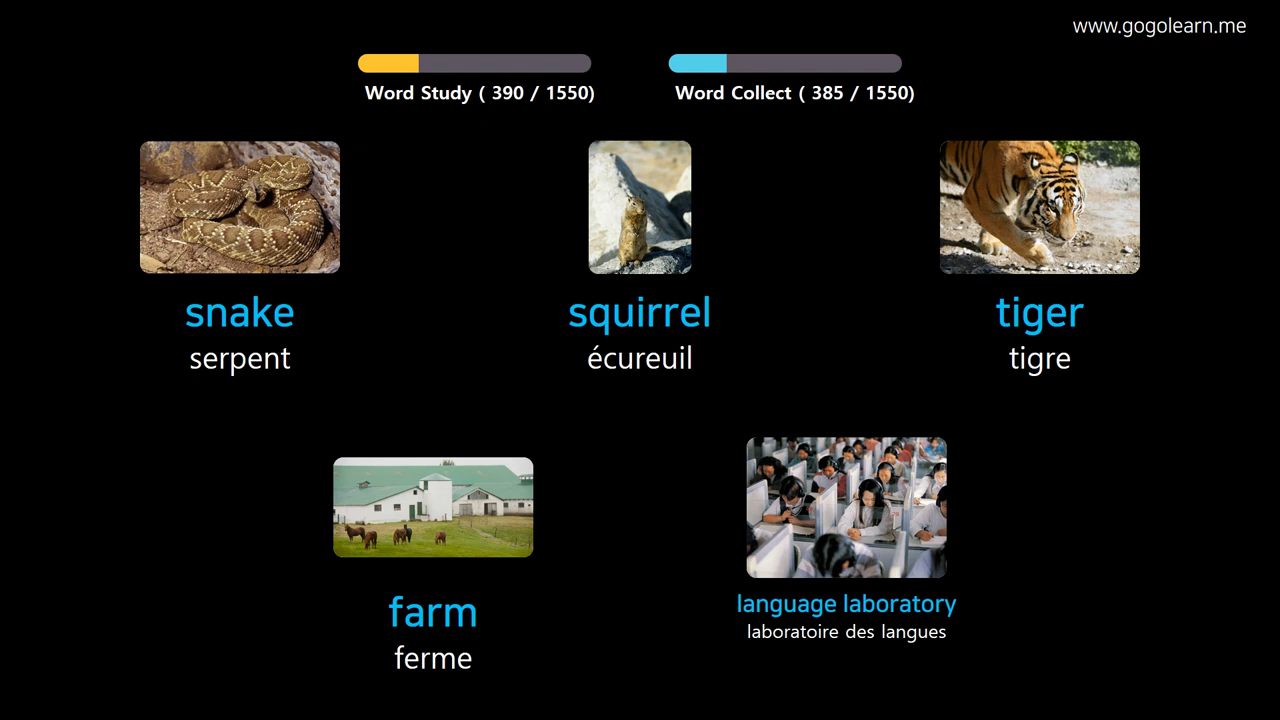 www.gogolearn.me
Word Study ( 390 / 1550)
Word Collect ( 385 / 1550)
snake
serpent
squirrel
écureuil
tiger
tigre
farm
ferme
language laboratory
laboratoire des langues